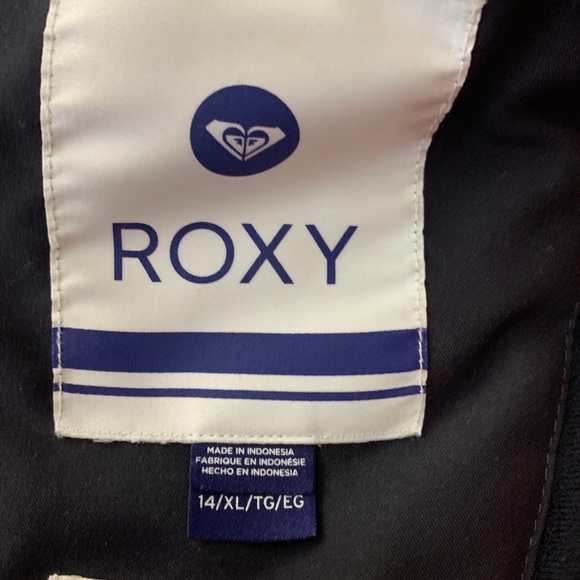 ROXY
MADE IN INDONESIA
FABRIQUE EN INDONÉSIE
HECHO EN INDONESIA
14/XL/TG/EG